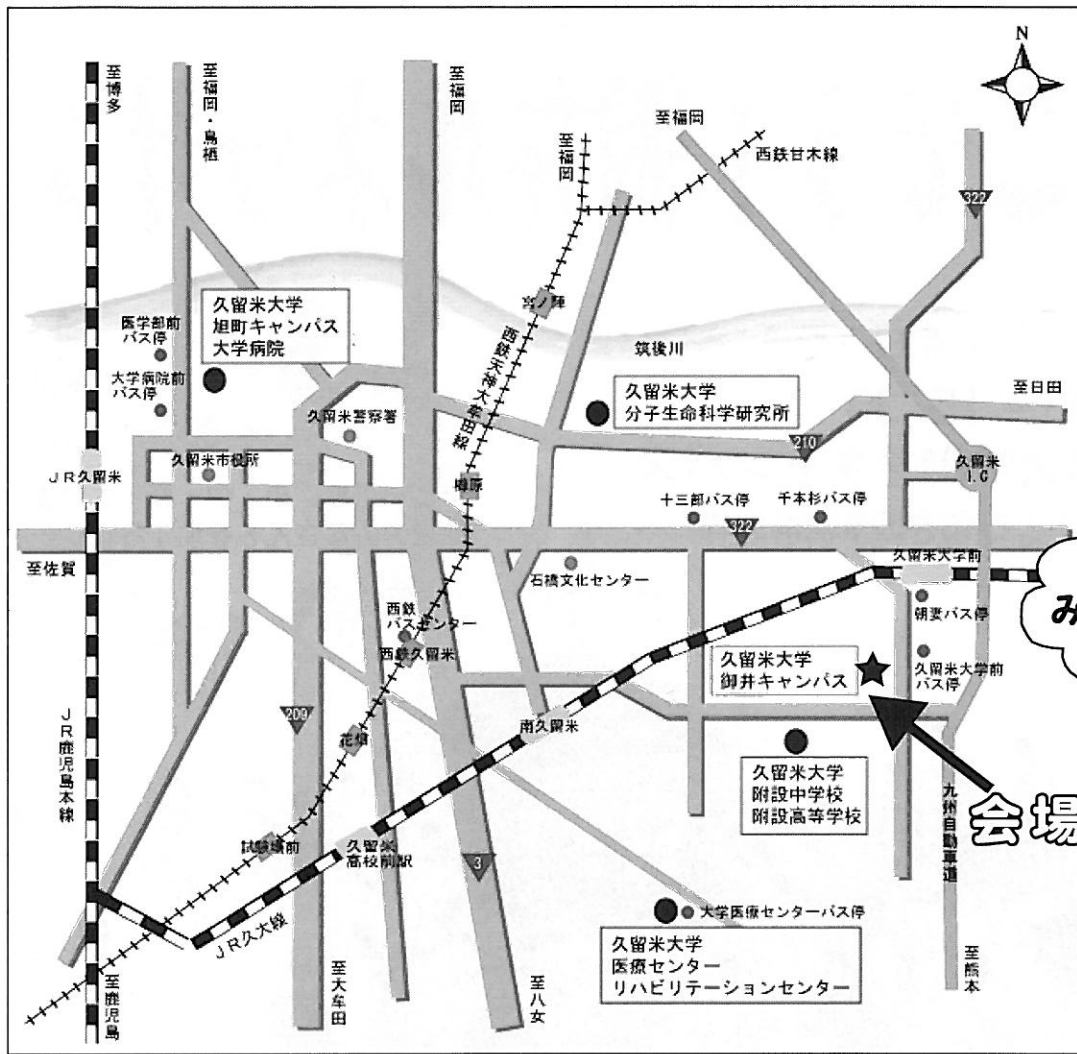 N
至博多
至福岡・鳥栖
至福岡
至福岡
至福岡
西鉄甘木線
322
久留米大学
旭町キャンパス
大学病院
医学部前
バス停
大学病院前
バス停
宮ノ陣
西鉄天神大牟田線
筑後川
久留米大学
分子生命科学研究所
至日田
210
久留米警察署
久留米市役所
JR久留米
櫛原
久留米
I.C
十三部バス停
千本杉バス停
322
至佐賀
石橋文化センター
久留米大学前
朝妻バス停
み
西鉄
バスセンター
西鉄久留米
久留米大学
御井キャンパス
久留米大学前
バス停
JR鹿児島本線
209
花畑
南久留米
久留米大学
附設中学校
附設高等学校
会場
九州自動車道
試験場前
久留米
高校前駅
3
JR久大線
大学医療センターバス停
久留米大学
医療センター
リハビリテーションセンター
至鹿児島
至大牟田
至八女
至熊本